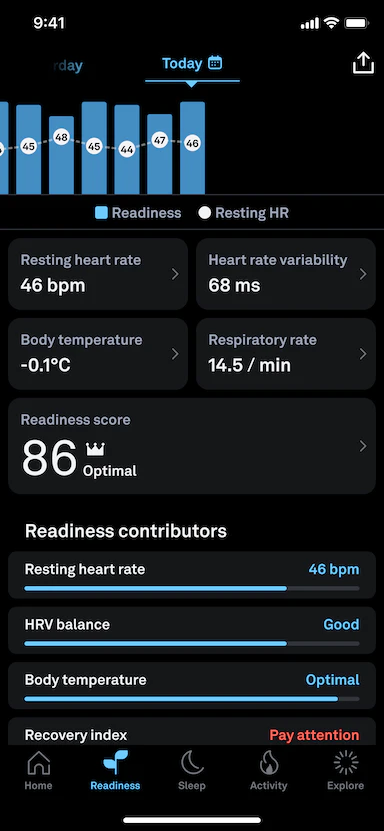 9:41
rday
Today
45
48
45
44
47
46
Readiness Resting HR
Resting heart rate
46 bpm
Heart rate variability
68 ms
Body temperature
-0.1°C
Respiratory rate
14.5 / min
Readiness score
86
Optimal
Readiness contributors
Resting heart rate 46 bpm
HRV balance Good
Body temperature Optimal
Recovery index Pay attention
Home Readiness Sleep Activity Explore